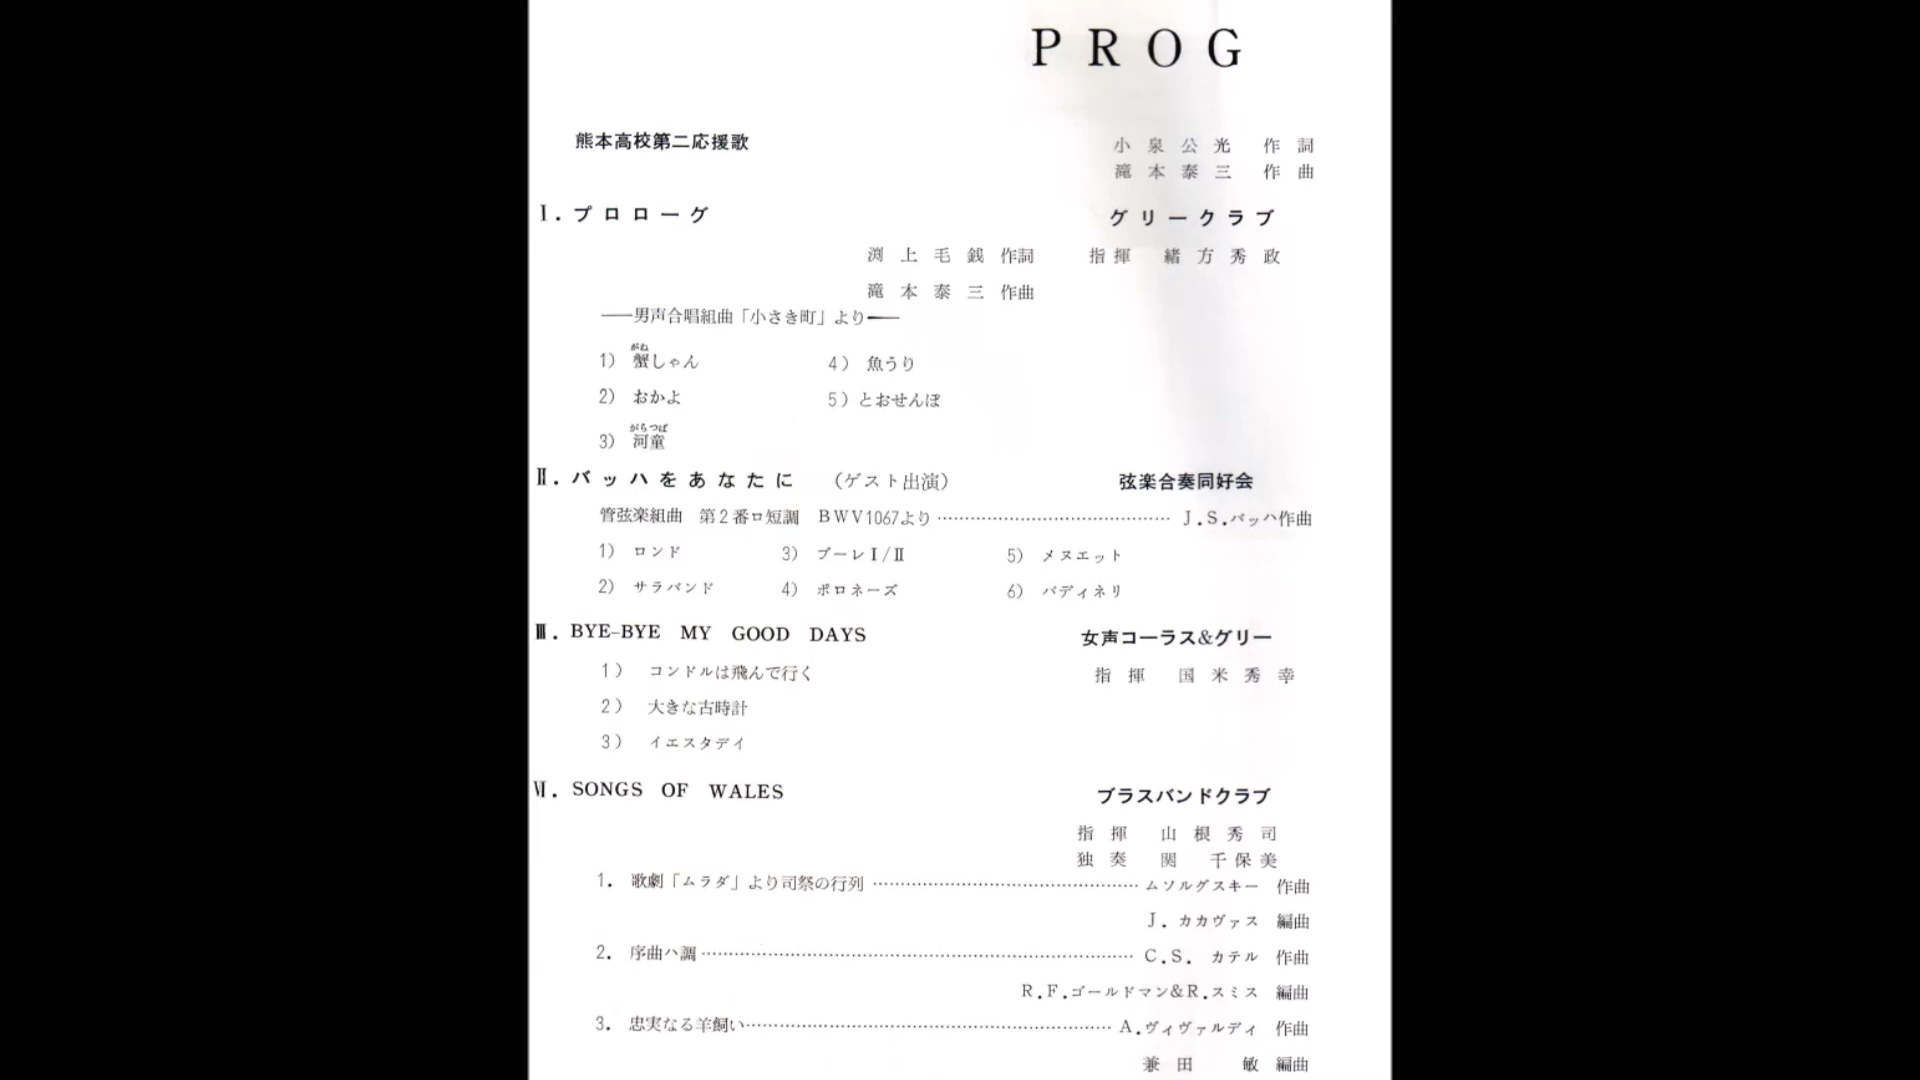 PROG
熊本高校第二応援歌 小泉公光 作詞
滝本泰三 作曲
Ⅰ. プロローグ グリークラブ
渕上毛銭 作詞 指揮 緒方秀政
滝本泰三 作曲
──男声合唱組曲「小さき町」より──
がね
1) 蟹しゃん 4) 魚うり
2) おかよ 5) とおせんぼ
がらつぱ
3) 河童
Ⅱ. バッハをあなたに (ゲスト出演) 弦楽合奏同好会
管弦楽組曲 第2番ロ短調 BWV1067より………………………………… J.S.バッハ作曲
1) ロンド 3) ブーレⅠ/Ⅱ 5) メヌエット
2) サラバンド 4) ポロネーズ 6) バディネリ
Ⅲ. BYE-BYE MY GOOD DAYS 女声コーラス&グリー
1) コンドルは飛んで行く 指揮 国米秀幸
2) 大きな古時計
3) イエスタデイ
Ⅵ. SONGS OF WALES ブラスバンドクラブ
指揮 山根秀司
独奏 関 千保美
1. 歌劇「ムラダ」より司祭の行列 ………………………………… ムソルグスキー 作曲
J. カカヴァス 編曲
2. 序曲ハ調………………………………………………………… C.S. カテル 作曲
R.F.ゴールドマン&R.スミス 編曲
3. 忠実なる羊飼い………………………………………………… A.ヴィヴァルディ 作曲
兼田 敏 編曲